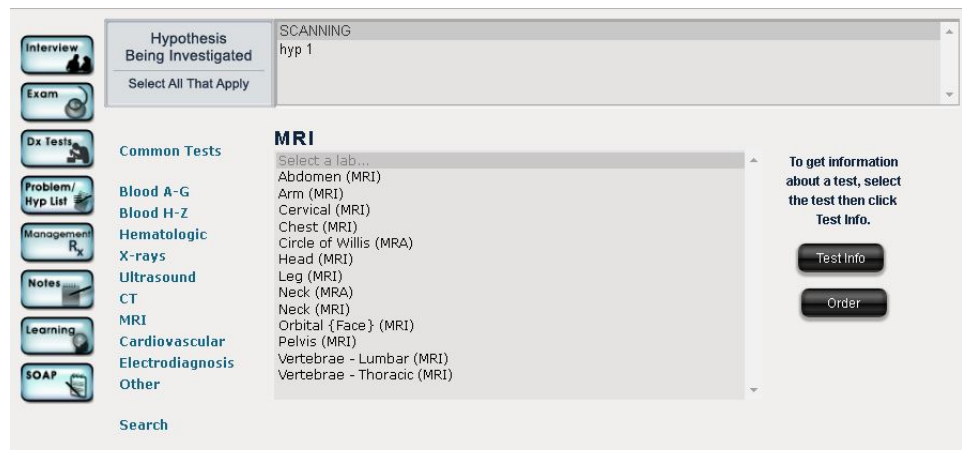 Interview
Exam
Dx Tests
Problem/
Hyp List
Management
Rx
Notes
Learning
SOAP
Hypothesis
Being Investigated
Select All That Apply
SCANNING
hyp 1
Common Tests
Blood A-G
Blood H-Z
Hematologic
X-rays
Ultrasound
CT
MRI
Cardiovascular
Electrodiagnosis
Other
Search
MRI
Select a lab...
Abdomen (MRI)
Arm (MRI)
Cervical (MRI)
Chest (MRI)
Circle of Willis (MRA)
Head (MRI)
Leg (MRI)
Neck (MRA)
Neck (MRI)
Orbital {Face} (MRI)
Pelvis (MRI)
Vertebrae - Lumbar (MRI)
Vertebrae - Thoracic (MRI)
To get information
about a test, select
the test then click
Test Info.
Test Info
Order